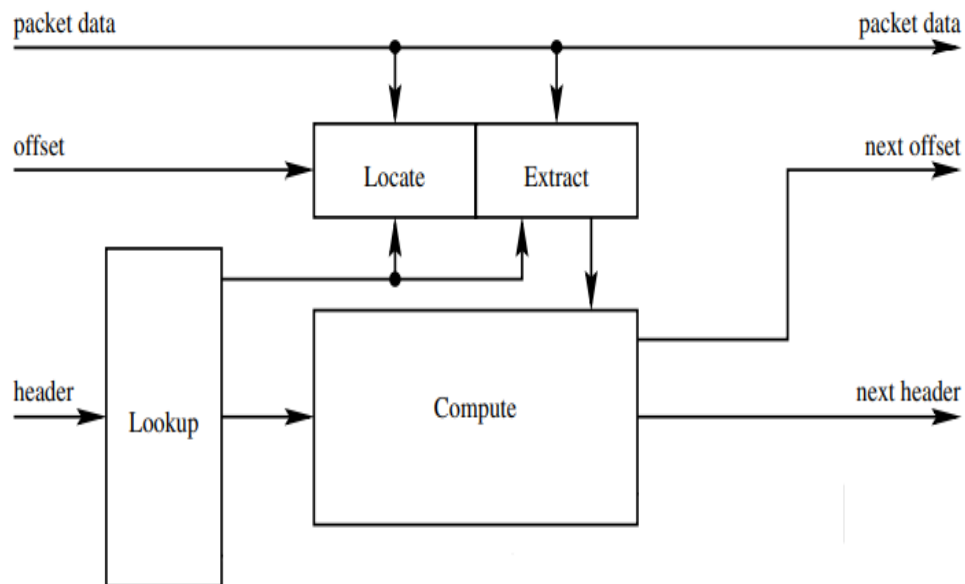 packet data
packet data
offset
next offset
Locate
Extract
header
next header
Lookup
Compute